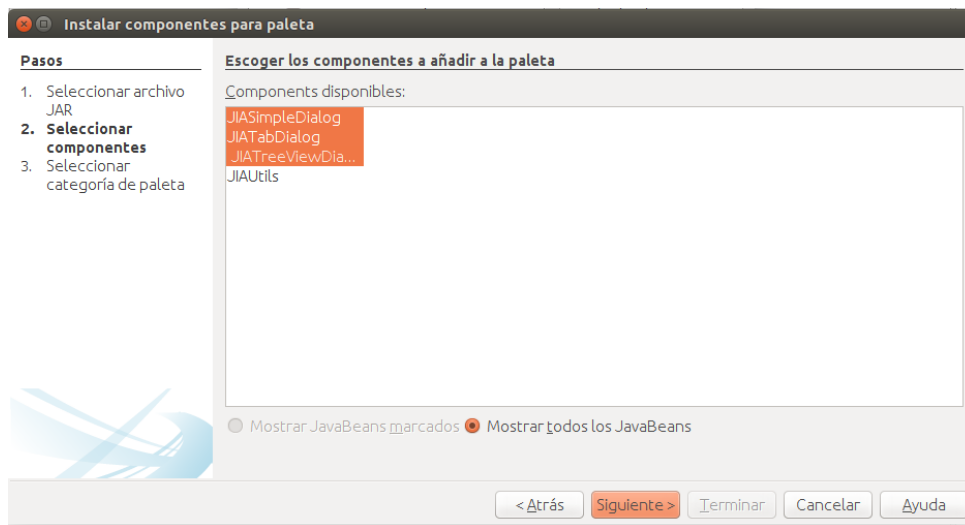 Instalar componentes para paleta
Pasos
1. Seleccionar archivo
JAR
2. Seleccionar
componentes
3. Seleccionar
categoría de paleta
Escoger los componentes a añadir a la paleta
Components disponibles:
JIASimpleDialog
JIATabDialog
JIATreeViewDia...
JIAUtils
Mostrar JavaBeans marcados Mostrar todos los JavaBeans
< Atrás Siguiente > Terminar Cancelar Ayuda